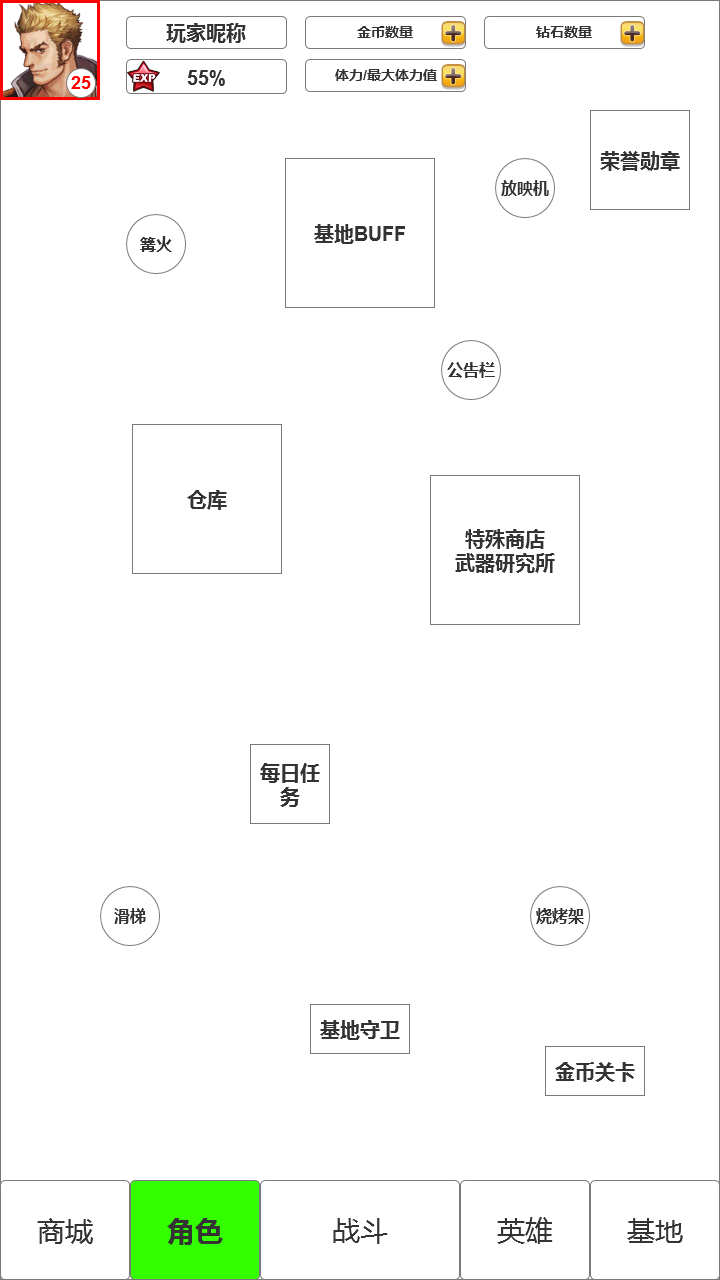 玩家昵称
金币数量
钻石数量
25
EXP
55%
体力/最大体力值
荣誉勋章
放映机
基地BUFF
篝火
公告栏
仓库
特殊商店
武器研究所
每日任
务
滑梯
烧烤架
基地守卫
金币关卡
商城
角色
战斗
英雄
基地